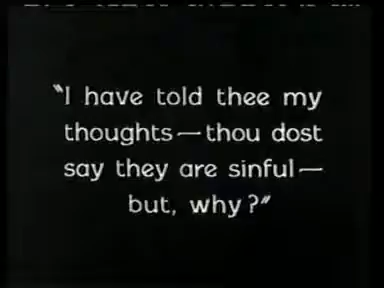 "I have told thee my
thoughts—thou dost
say they are sinful—
but, why?"